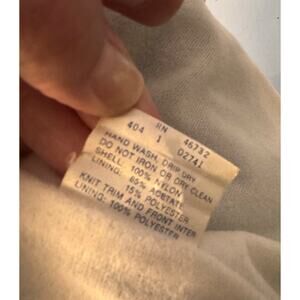 RN 46732
404 1 02741
HAND WASH, DRIP DRY
DO NOT IRON OR DRY CLEAN
SHELL: 100% NYLON
LINING: 85% ACETATE
15% POLYESTER
KNIT TRIM AND FRONT INTER
LINING: 100% POLYESTER